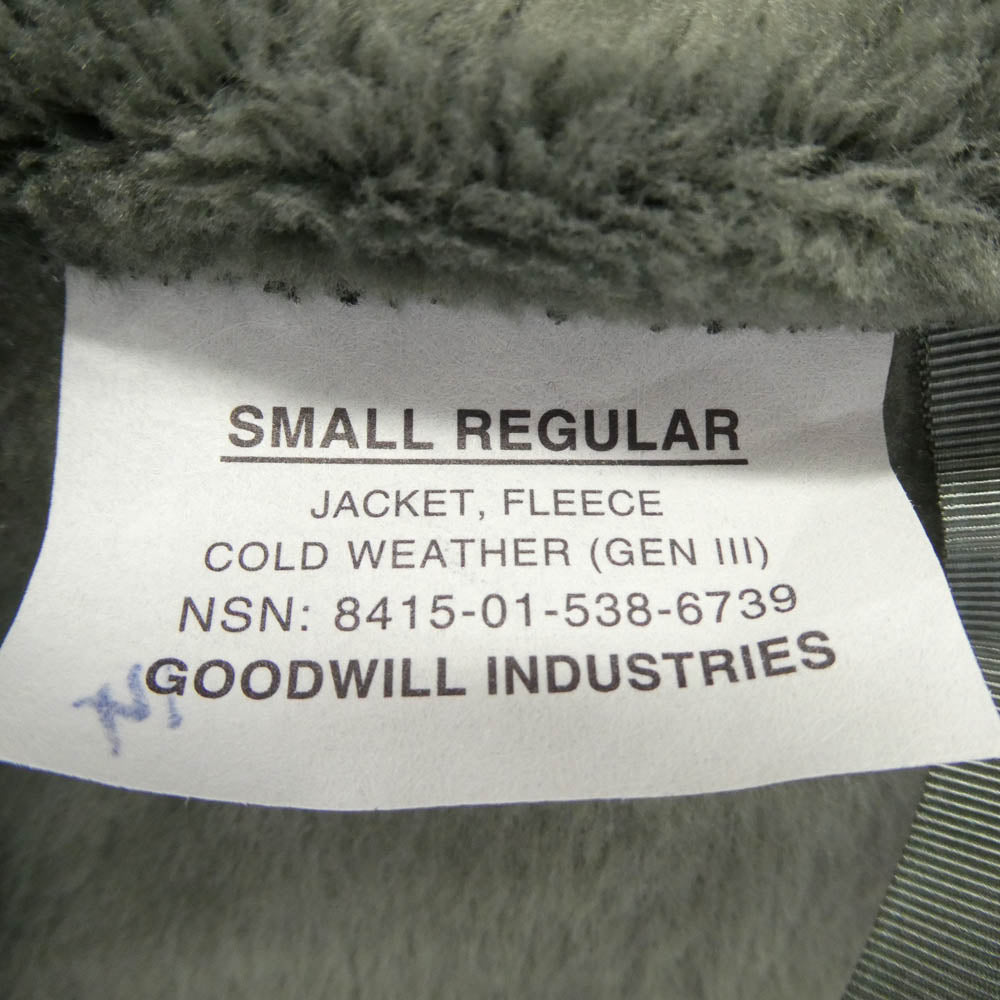 SMALL REGULAR
JACKET, FLEECE
COLD WEATHER (GEN III)
NSN: 8415-01-538-6739
GOODWILL INDUSTRIES